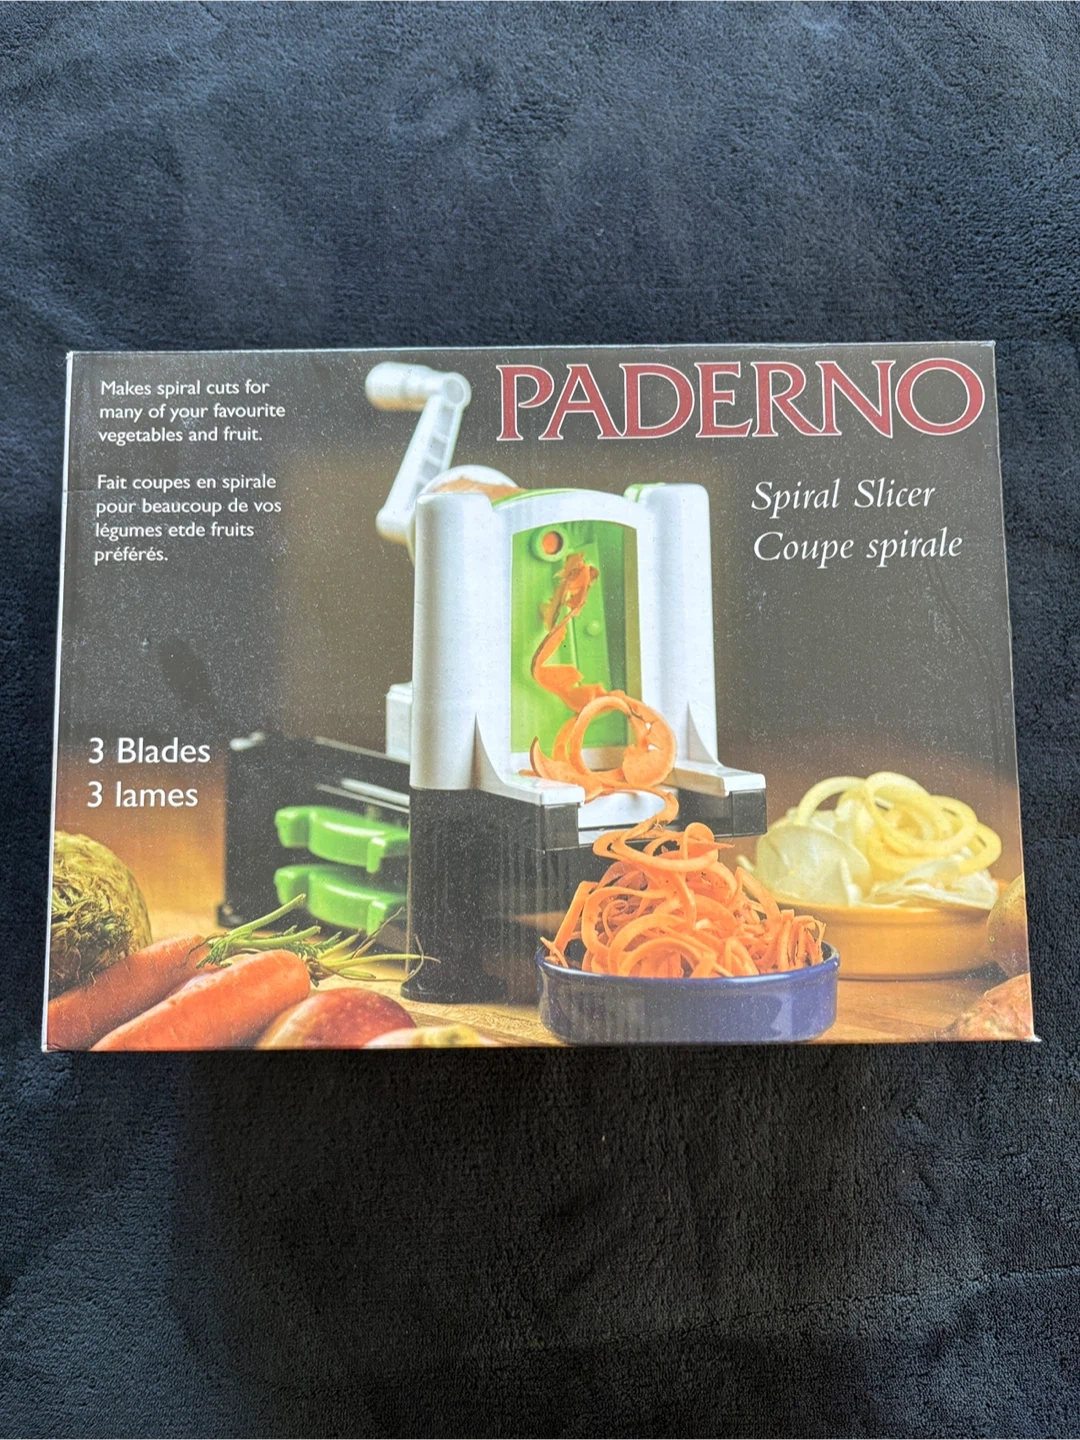 PADERNO
Spiral Slicer
Coupe spirale
Makes spiral cuts for
many of your favourite
vegetables and fruit.
Fait coupes en spirale
pour beaucoup de vos
légumes etde fruits
préférés.
3 Blades
3 lames